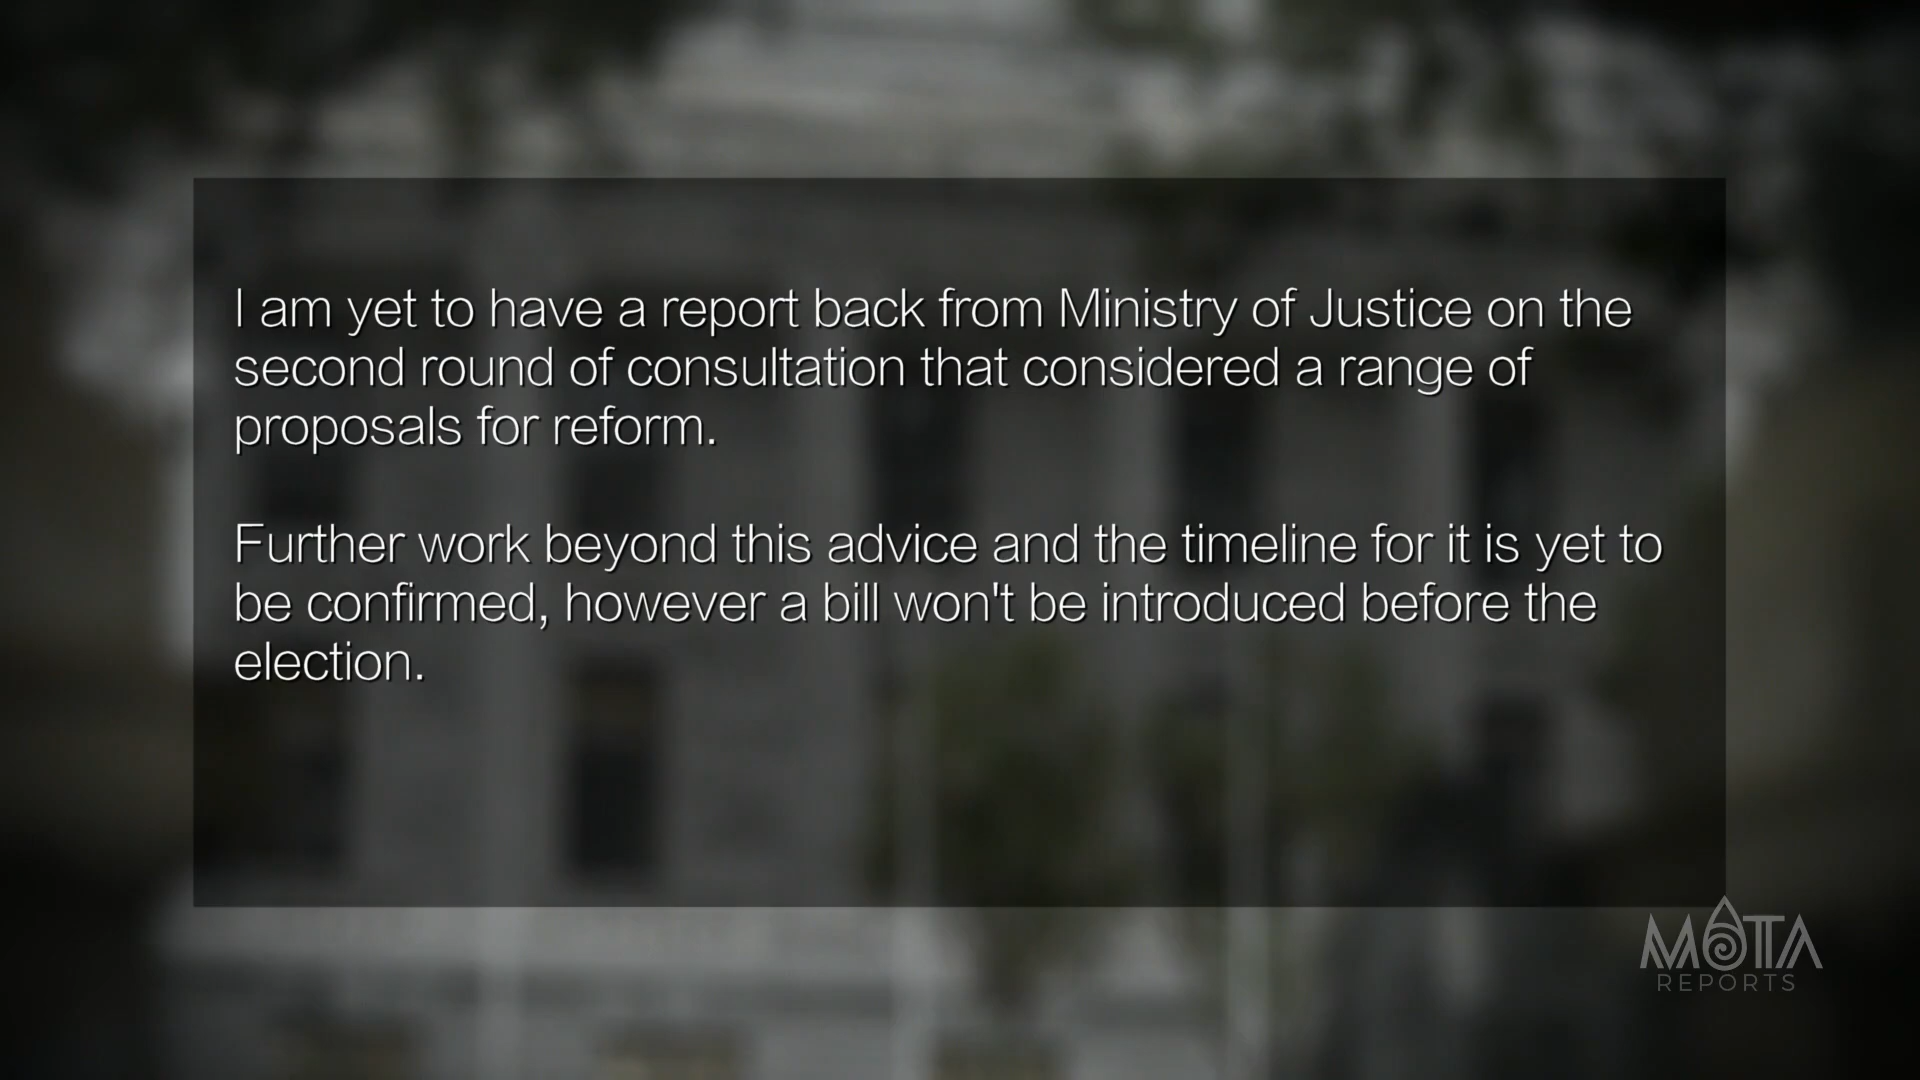 I am yet to have a report back from Ministry of Justice on the
second round of consultation that considered a range of
proposals for reform.
Further work beyond this advice and the timeline for it is yet to
be confirmed, however a bill won't be introduced before the
election.
MATA
REPORTS